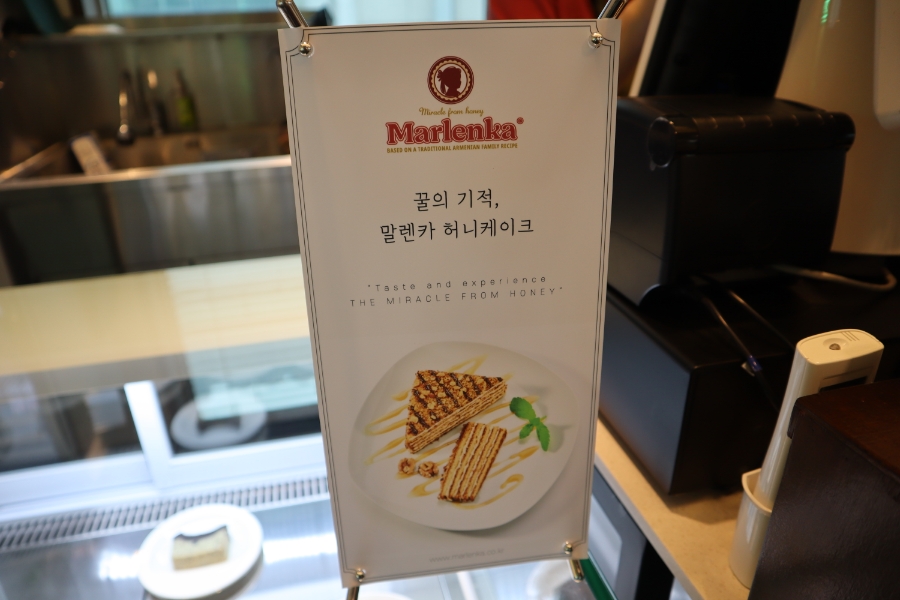 Miracle from honey
Marlenka®
BASED ON A TRADITIONAL ARMENIAN FAMILY RECIPE
꿀의 기적,
말렌카 허니케이크
"Taste and experience
THE MIRACLE FROM HONEY"